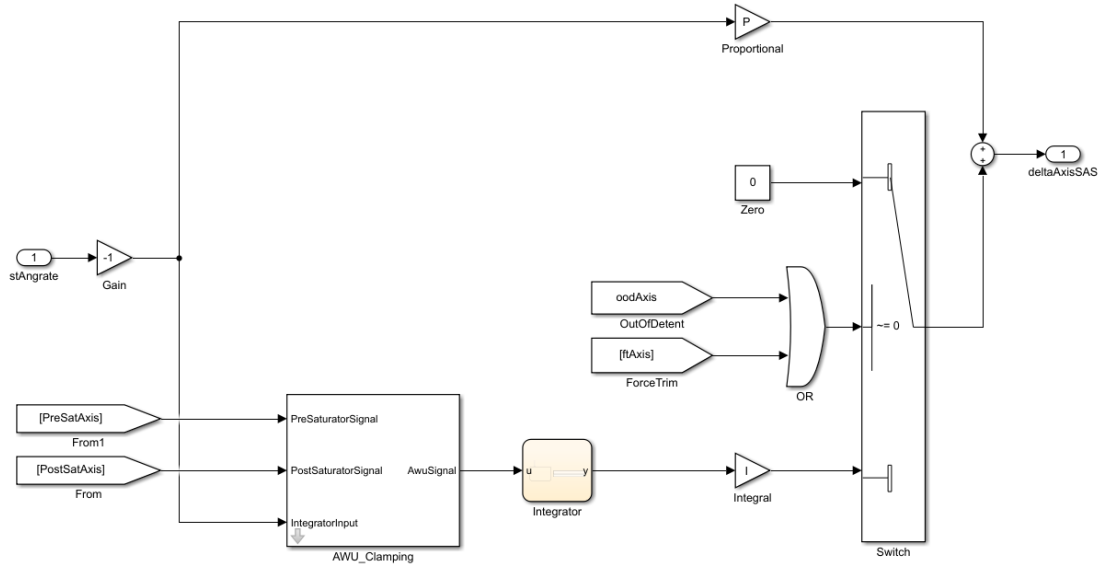 P
Proportional
1
deltaAxisSAS
0
Zero
1
stAngrate
-1
Gain
oodAxis
OutOfDetent
[ftAxis]
ForceTrim
OR
~= 0
[PreSatAxis]
From1
[PostSatAxis]
From
PreSaturatorSignal
PostSaturatorSignal
AwuSignal
IntegratorInput
AWU_Clamping
u
y
Integrator
I
Integral
Switch
+
+